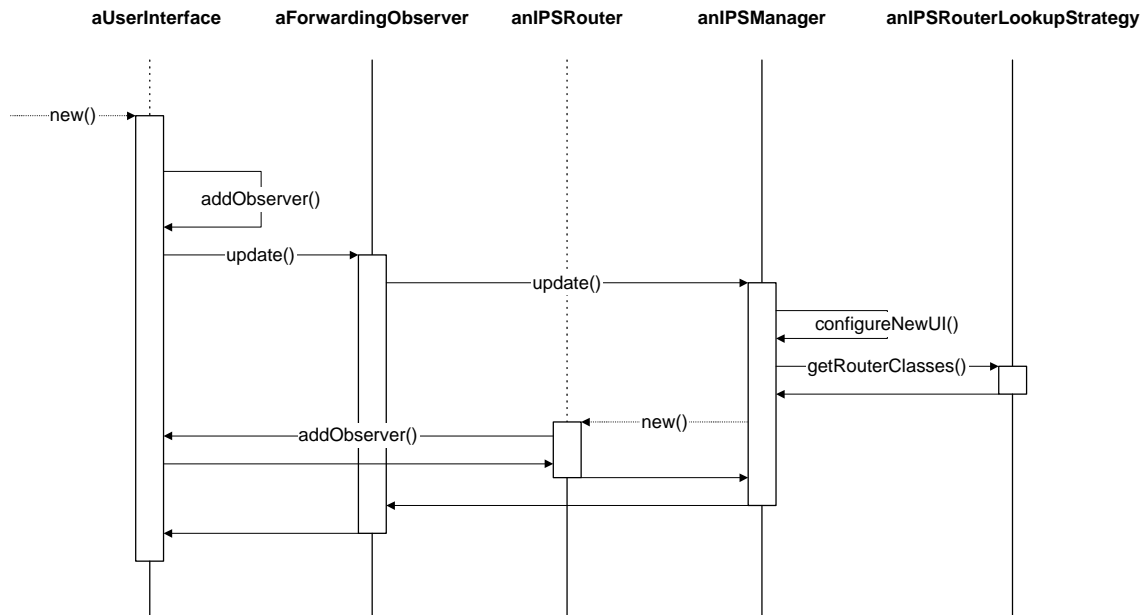 aUserInterface aForwardingObserver anIPSRouter anIPSManager anIPSRouterLookupStrategy
new()
addObserver()
update()
update()
configureNewUI()
getRouterClasses()
new()
addObserver()